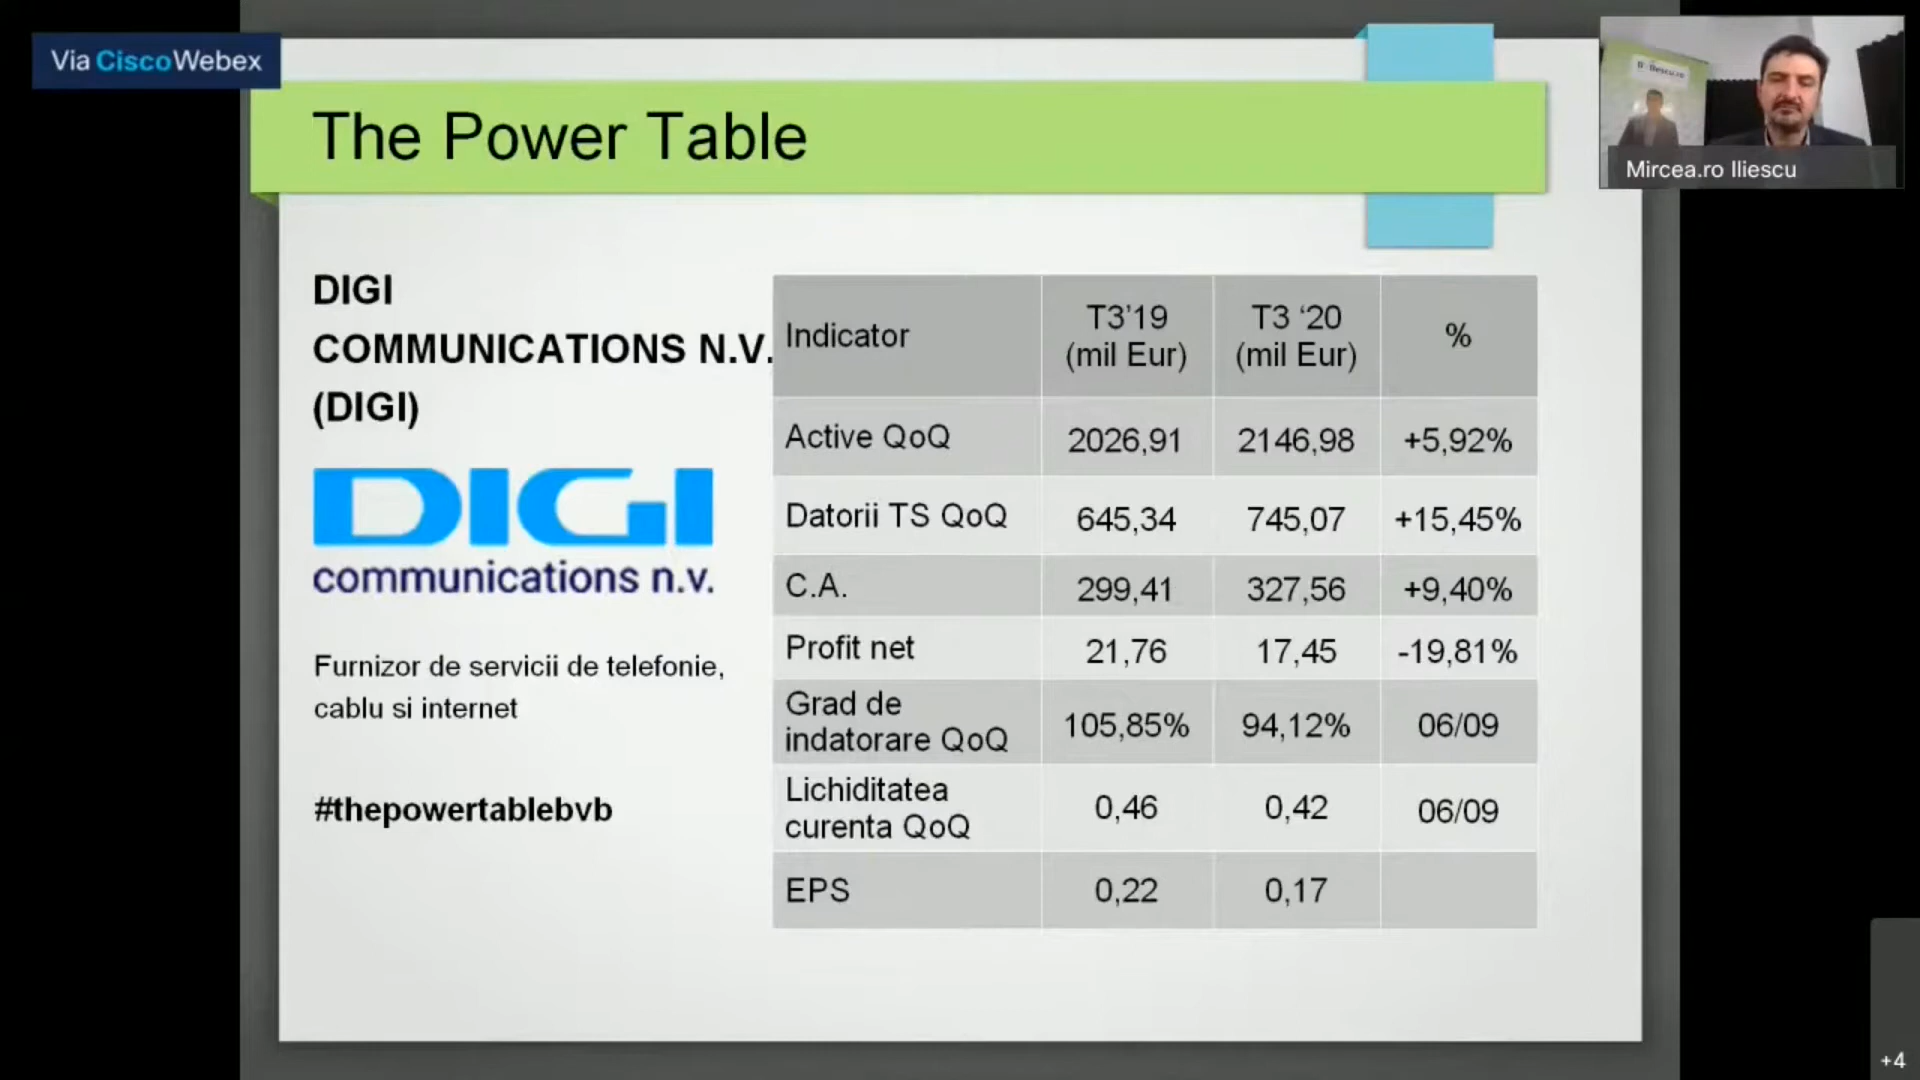 Via CiscoWebex
The Power Table
Mircea.ro Iliescu
DIGI
COMMUNICATIONS N.V.
(DIGI)
DIGI
communications n.v.
Furnizor de servicii de telefonie,
cablu si internet
#thepowertablebvb
Indicator T3’19 (mil Eur) T3 ‘20 (mil Eur) %
Active QoQ 2026,91 2146,98 +5,92%
Datorii TS QoQ 645,34 745,07 +15,45%
C.A. 299,41 327,56 +9,40%
Profit net 21,76 17,45 -19,81%
Grad de indatorare QoQ 105,85% 94,12% 06/09
Lichiditatea curenta QoQ 0,46 0,42 06/09
EPS 0,22 0,17
+4